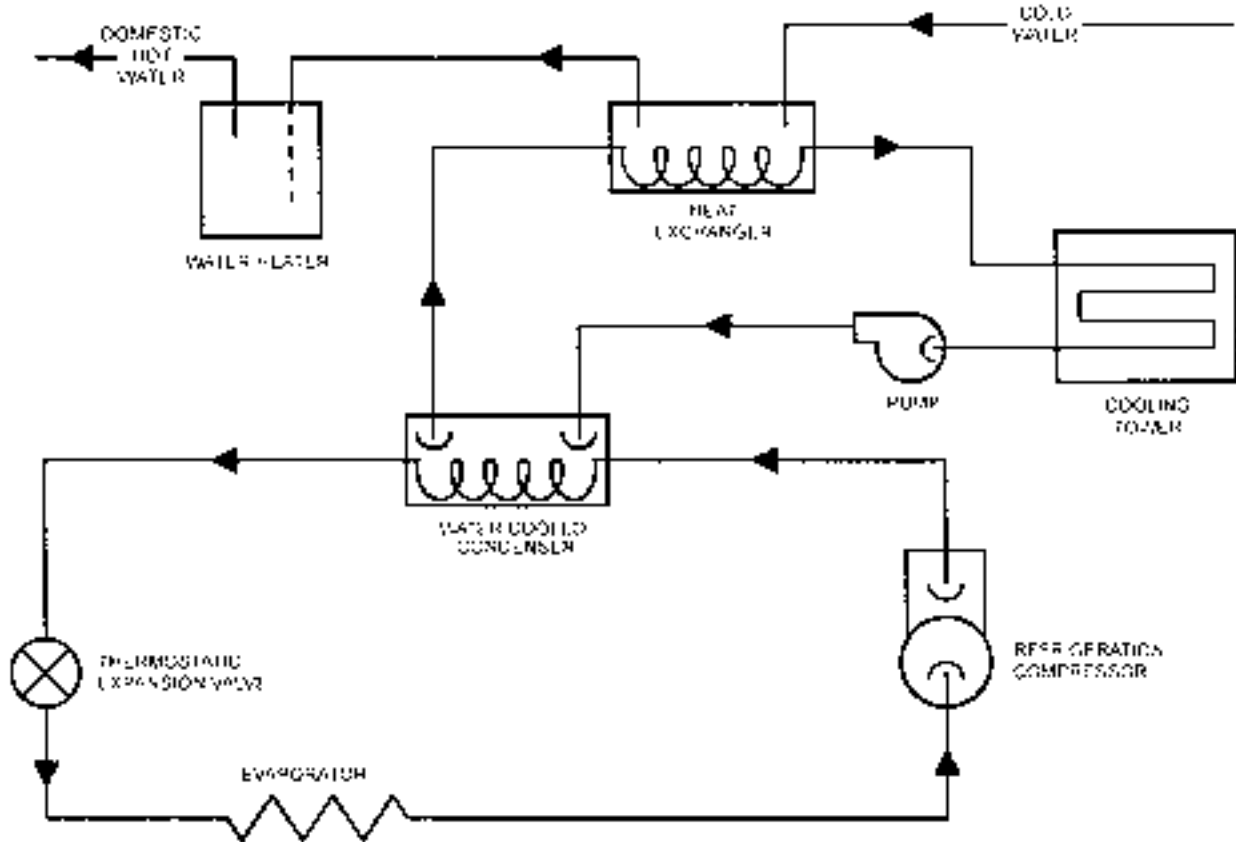 DOMESTIC
HOT
WATER
COLD
WATER
HEAT
EXCHANGER
WATER HEATER
PUMP
COOLING
TOWER
WATER COOLED
CONDENSER
THERMOSTATIC
EXPANSION VALVE
REFRIGERATION
COMPRESSOR
EVAPORATOR